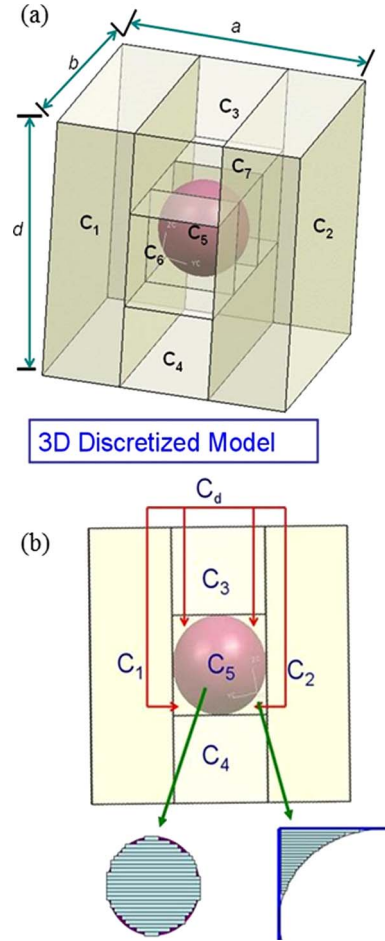 (a)
a
b
d
C3
C7
C1
C5
C2
C6
C4
3D Discretized Model
(b)
Cd
C3
C1
C5
C2
C4